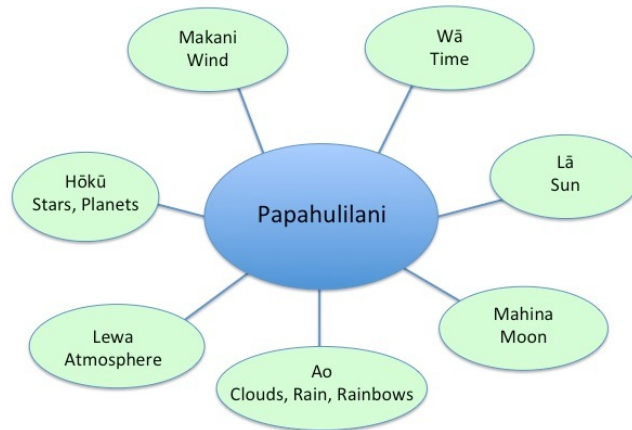 Makani
Wind
Wā
Time
Hōkū
Stars, Planets
Papahulilani
Lā
Sun
Lewa
Atmosphere
Mahina
Moon
Ao
Clouds, Rain, Rainbows